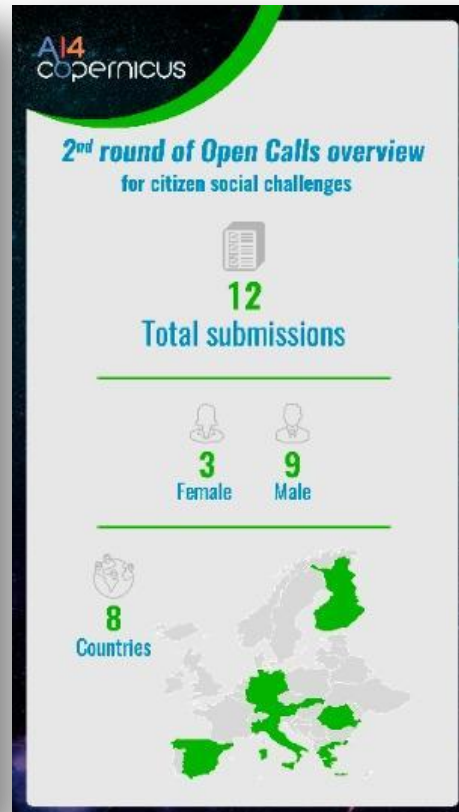 AI4
copernicus
2nd round of Open Calls overview
for citizen social challenges
12
Total submissions
3
Female
9
Male
8
Countries